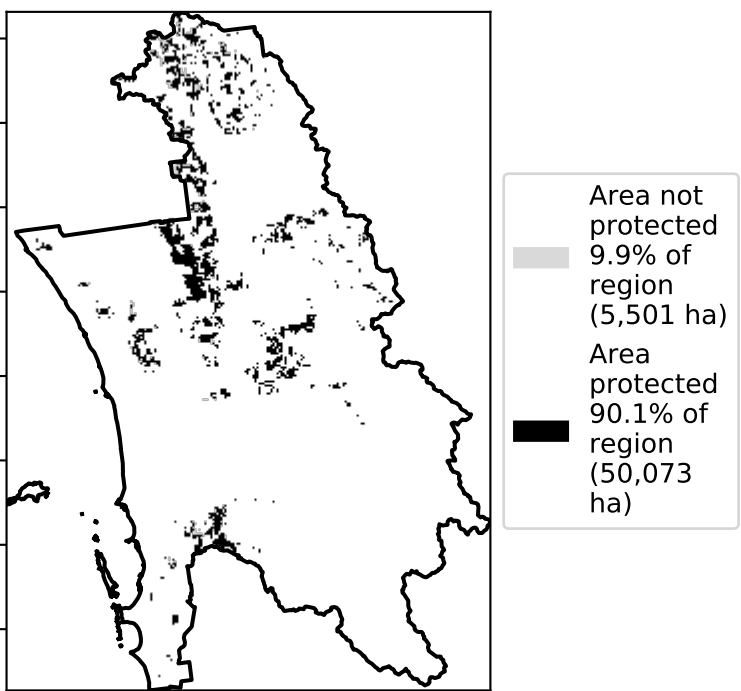 Area not
protected
9.9% of
region
(5,501 ha)
Area
protected
90.1% of
region
(50,073
ha)